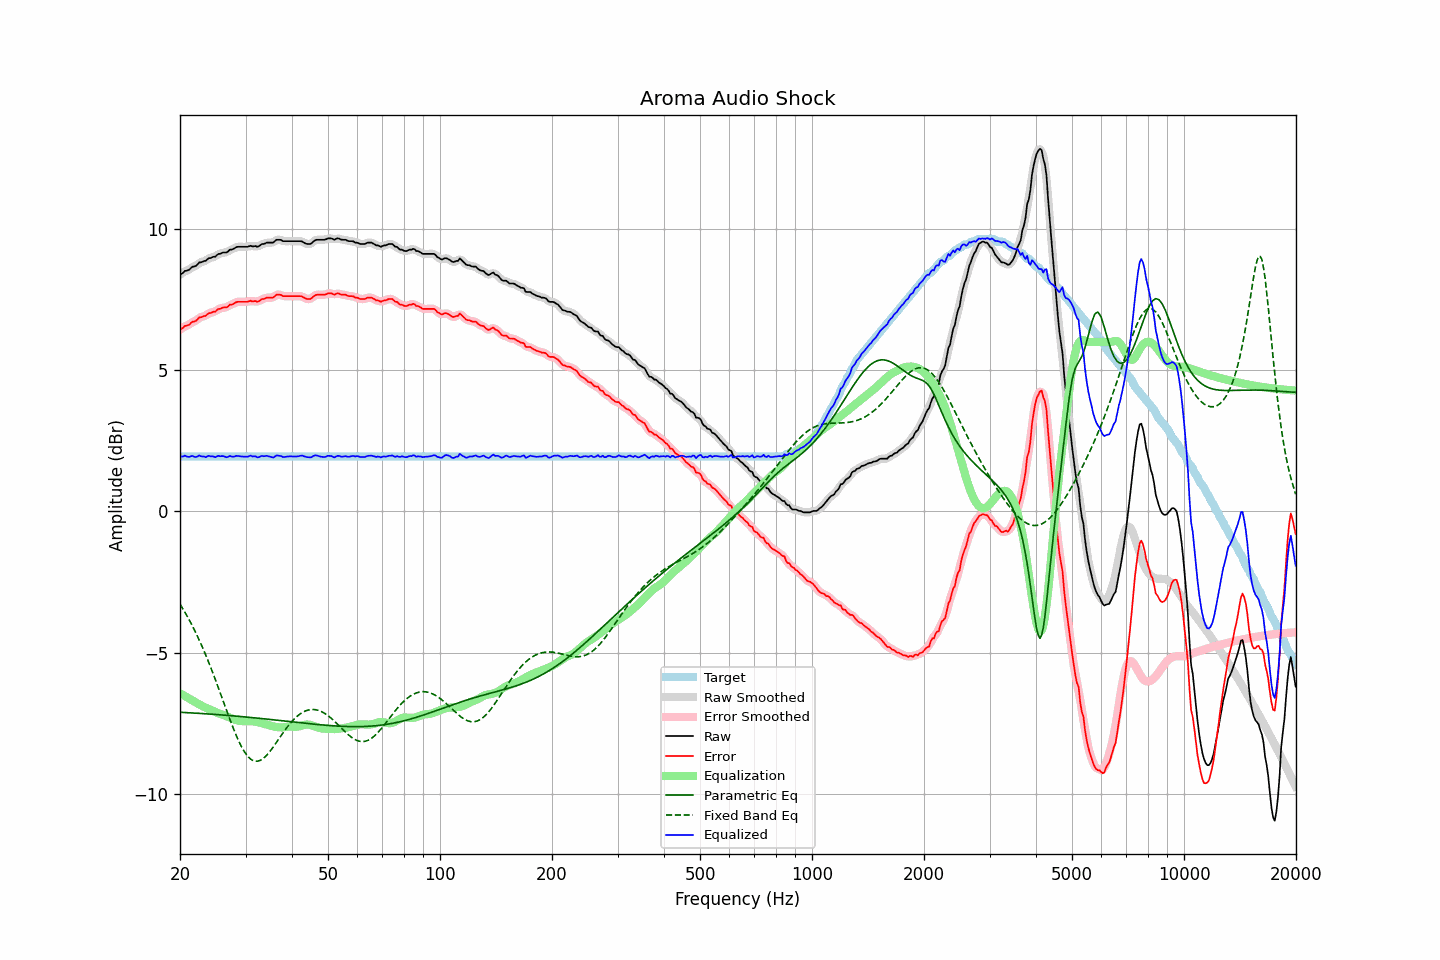 Aroma Audio Shock
Amplitude (dBr)
10
5
0
−5
−10
Target
Raw Smoothed
Error Smoothed
Raw
Error
Equalization
Parametric Eq
Fixed Band Eq
Equalized
20 50 100 200 500 1000 2000 5000 10000 20000
Frequency (Hz)